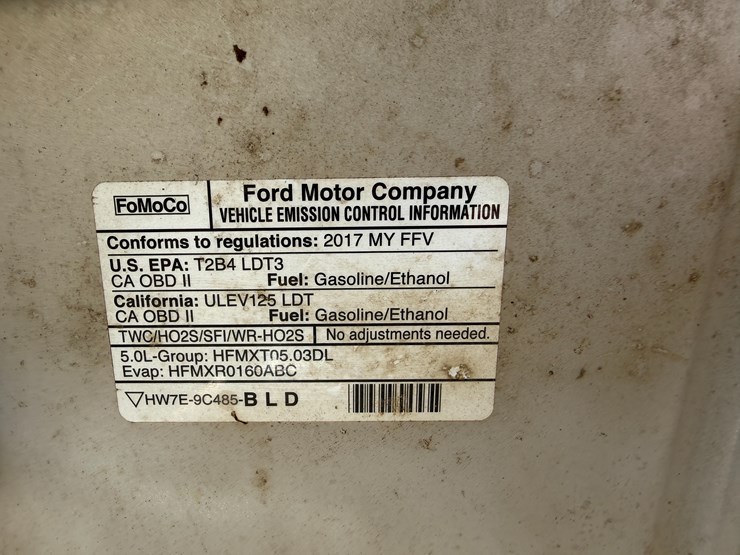 FoMoCo
Ford Motor Company
VEHICLE EMISSION CONTROL INFORMATION
Conforms to regulations: 2017 MY FFV
U.S. EPA: T2B4 LDT3
CA OBD II Fuel: Gasoline/Ethanol
California: ULEV125 LDT
CA OBD II Fuel: Gasoline/Ethanol
TWC/HO2S/SFI/WR-HO2S No adjustments needed.
5.0L-Group: HFMXT05.03DL
Evap: HFMXR0160ABC
HW7E-9C485-B L D